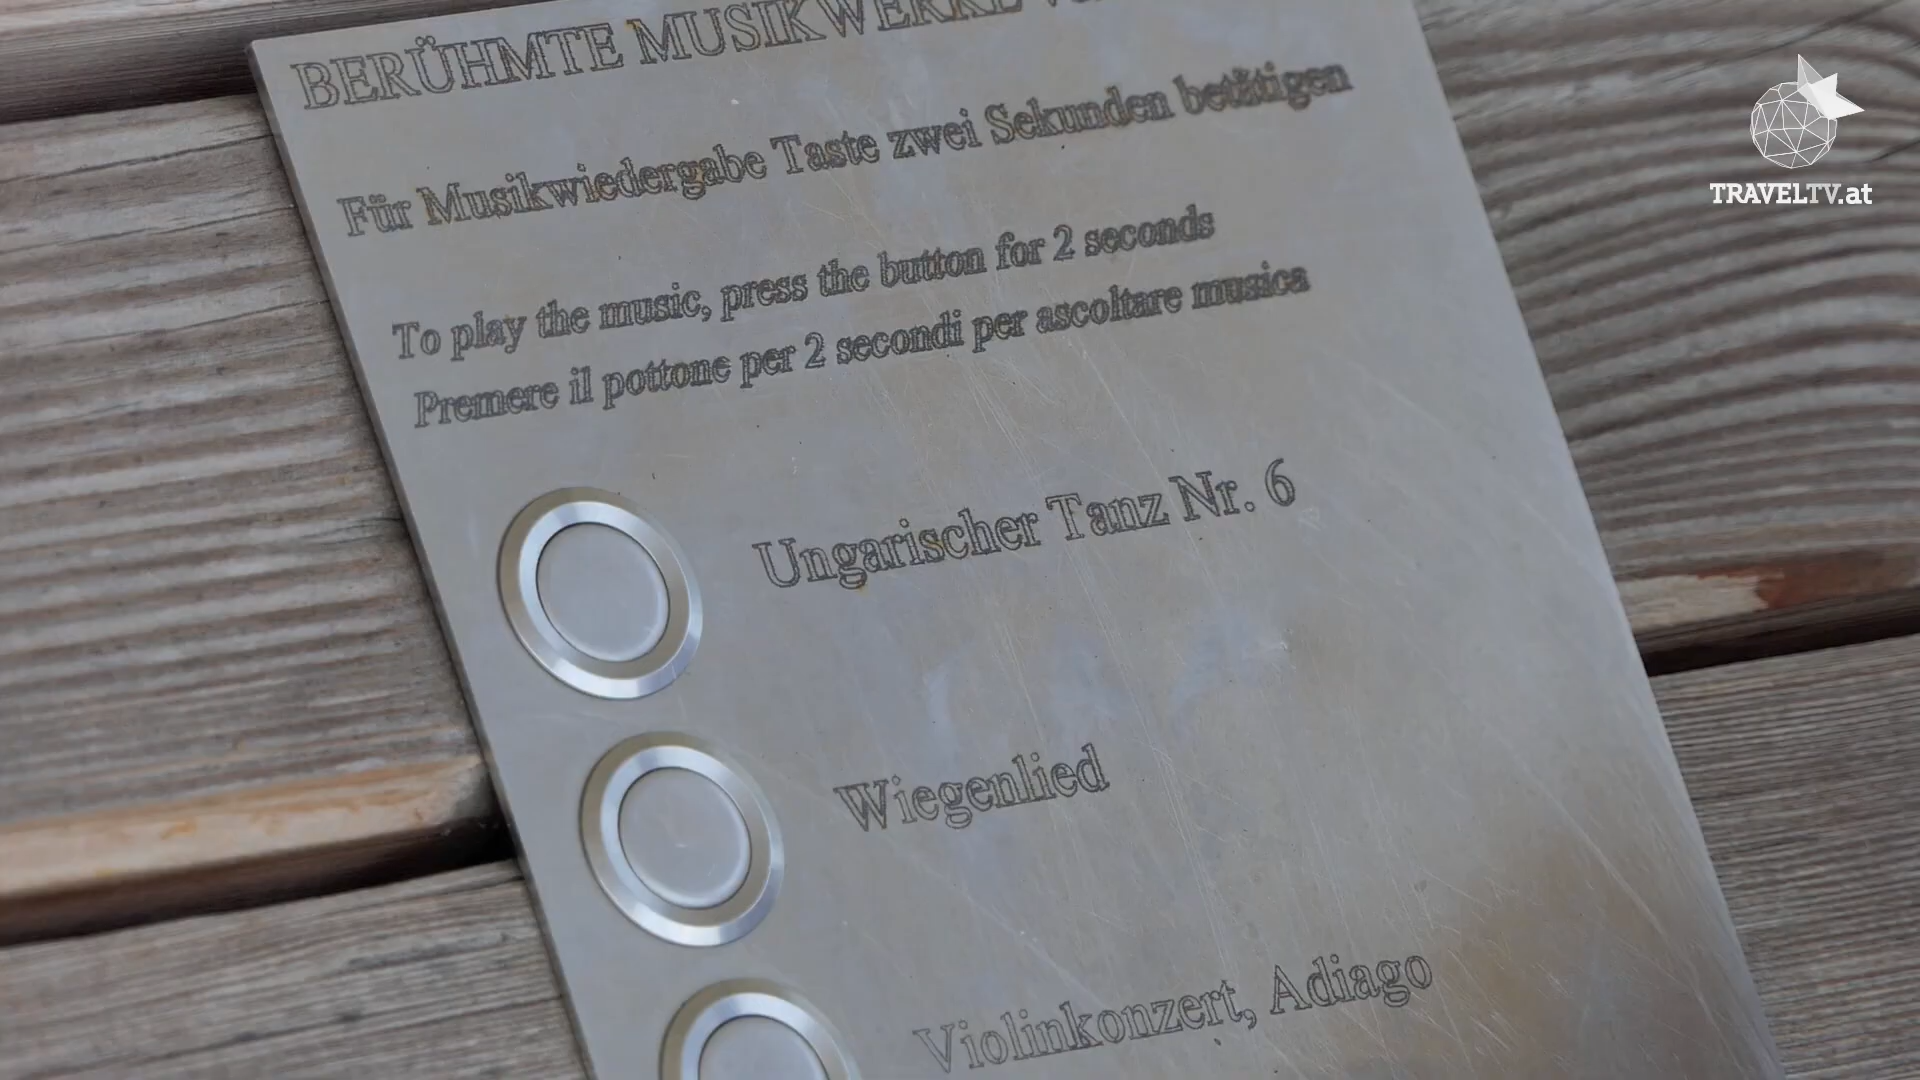 BERÜHMTE MUSIKWERKE
Für Musikwiedergabe Taste zwei Sekunden betätigen
To play the music, press the button for 2 seconds
Premere il pottone per 2 secondi per ascoltare musica
Ungarischer Tanz Nr. 6
Wiegenlied
Violinkonzert, Adiago
TRAVELTV.at